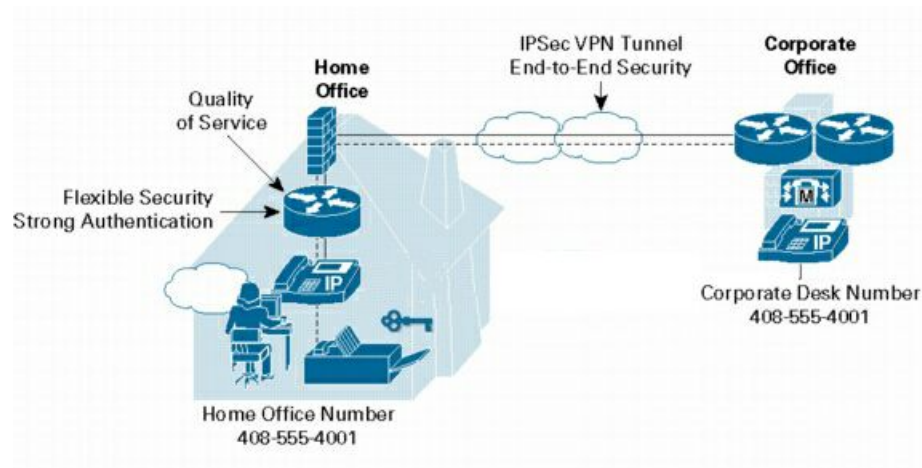 IPSec VPN Tunnel
End-to-End Security
Corporate
Office
Home
Office
Quality
of Service
Flexible Security
Strong Authentication
M
IP
IP
Corporate Desk Number
408-555-4001
Home Office Number
408-555-4001